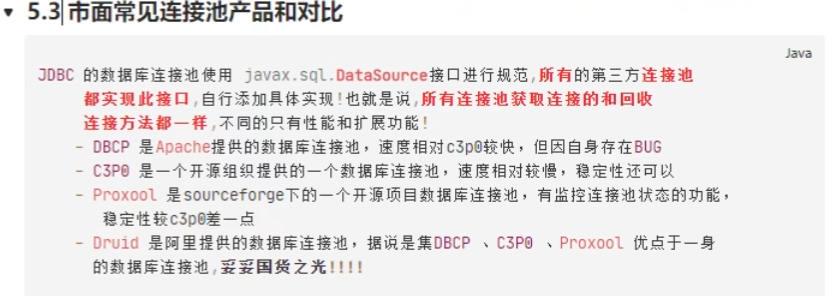 5.3 市面常见连接池产品和对比
Java
JDBC 的数据库连接池使用 javax.sql.DataSource接口进行规范,所有的第三方连接池
都实现此接口,自行添加具体实现!也就是说,所有连接池获取连接的和回收
连接方法都一样,不同的只有性能和扩展功能!
- DBCP 是Apache提供的数据库连接池，速度相对c3p0较快，但因自身存在BUG
- C3P0 是一个开源组织提供的一个数据库连接池，速度相对较慢，稳定性还可以
- Proxool 是sourceforge下的一个开源项目数据库连接池，有监控连接池状态的功能，
稳定性较c3p0差一点
- Druid 是阿里提供的数据库连接池，据说是集DBCP 、C3P0 、Proxool 优点于一身
的数据库连接池,妥妥国货之光!!!!